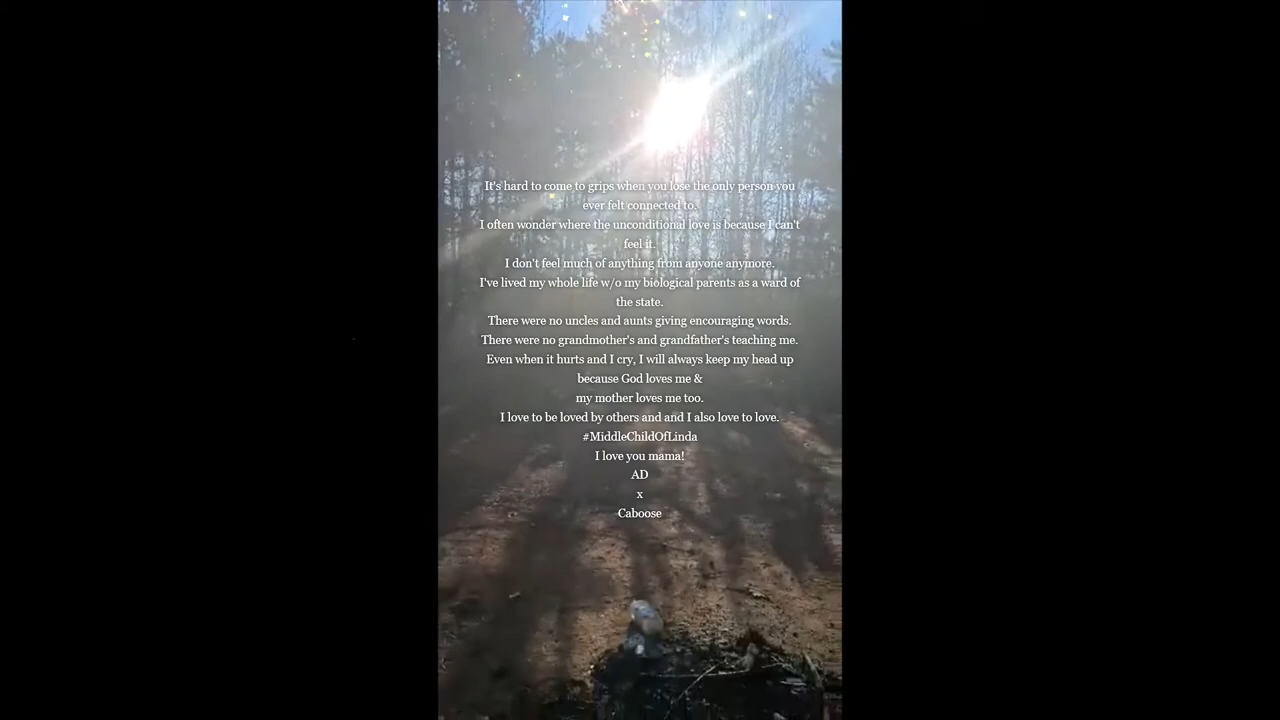 It's hard to come to grips when you lose the only person you
ever felt connected to.
I often wonder where the unconditional love is because I can't
feel it.
I don't feel much of anything from anyone anymore.
I've lived my whole life w/o my biological parents as a ward of
the state.
There were no uncles and aunts giving encouraging words.
There were no grandmother's and grandfather's teaching me.
Even when it hurts and I cry, I will always keep my head up
because God loves me &
my mother loves me too.
I love to be loved by others and and I also love to love.
#MiddleChildOfLinda
I love you mama!
AD
x
Caboose